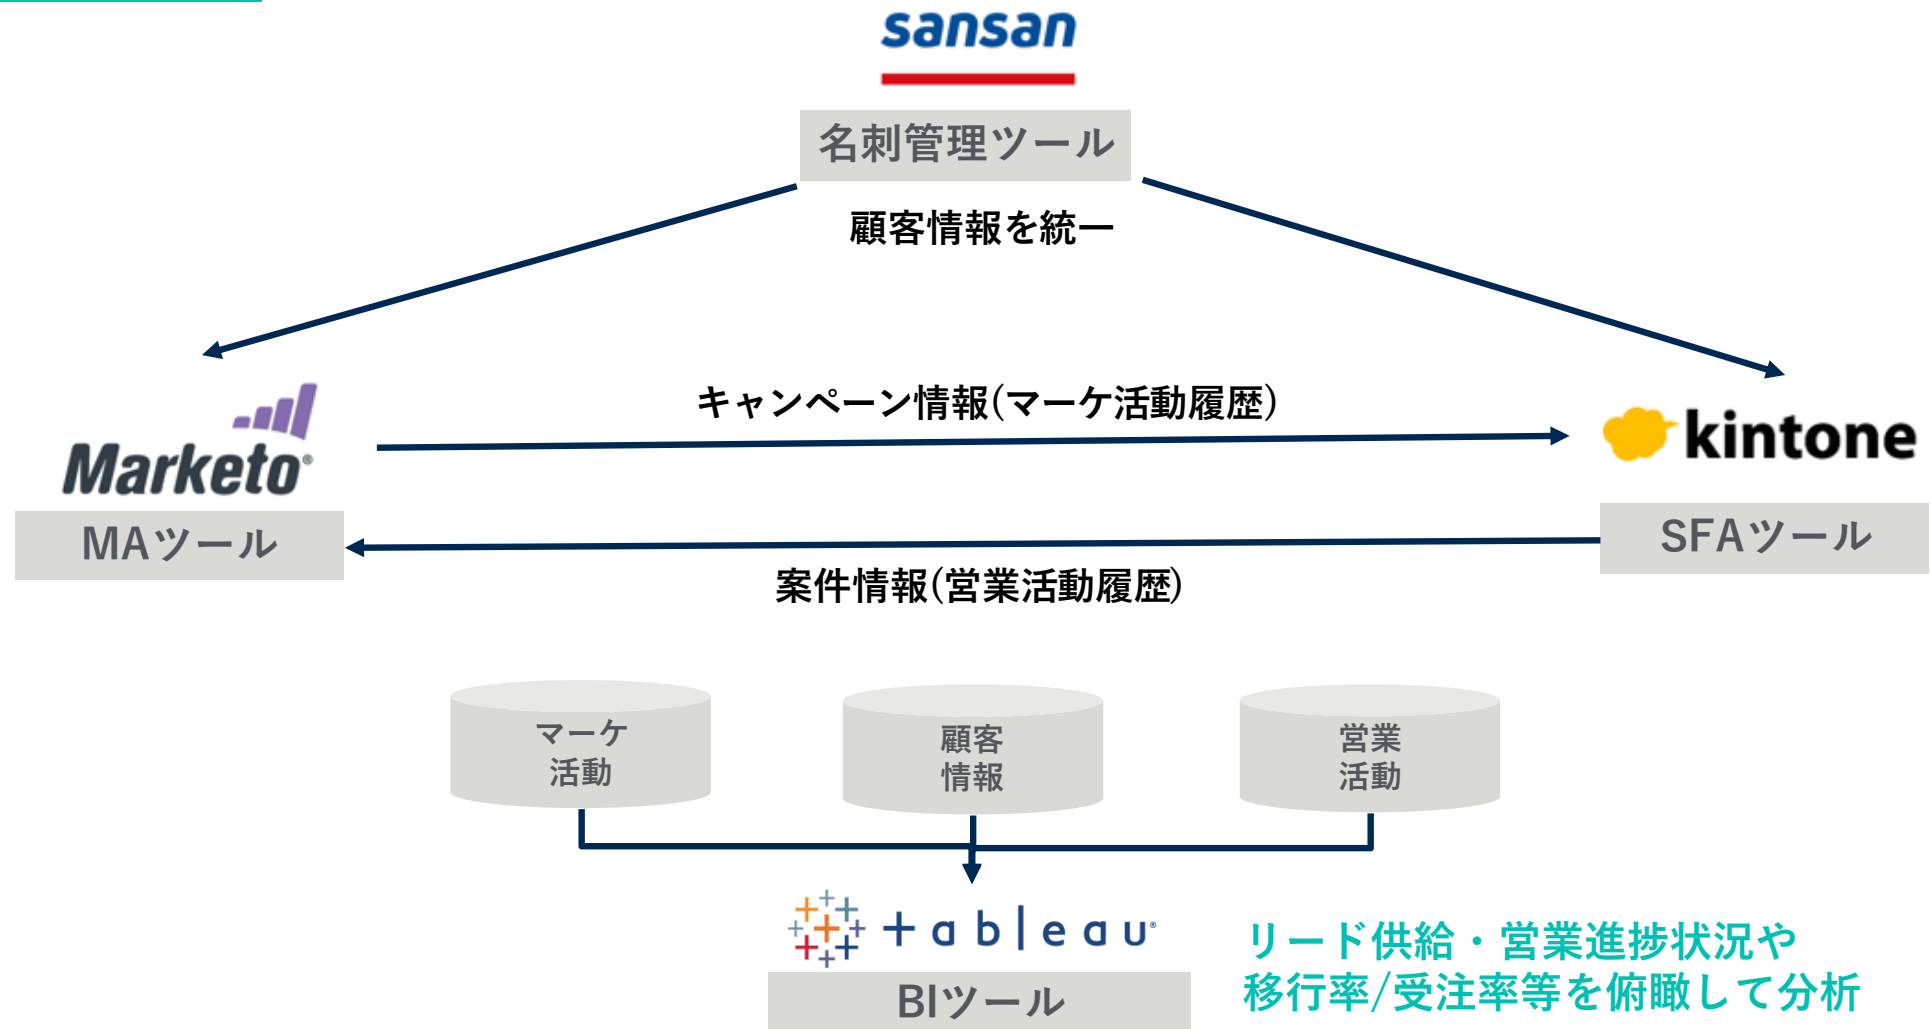 sansan
名刺管理ツール
顧客情報を統一
キャンペーン情報(マーケ活動履歴)
Marketo®
kintone
MAツール
SFAツール
案件情報(営業活動履歴)
マーケ
活動
顧客
情報
営業
活動
+ableau®
BIツール
リード供給・営業進捗状況や
移行率/受注率等を俯瞰して分析